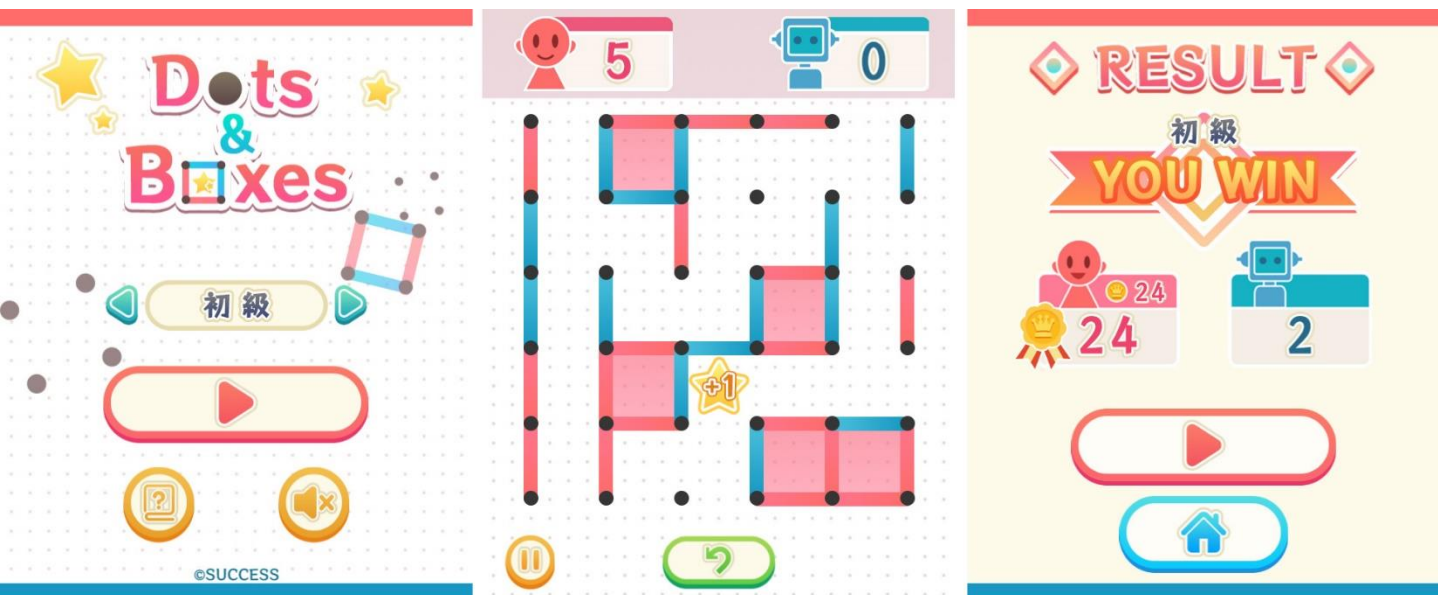 Dots
&
Boxes
初級
?
©SUCCESS
5
0
+1
RESULT
初級
YOU WIN
24
24
2